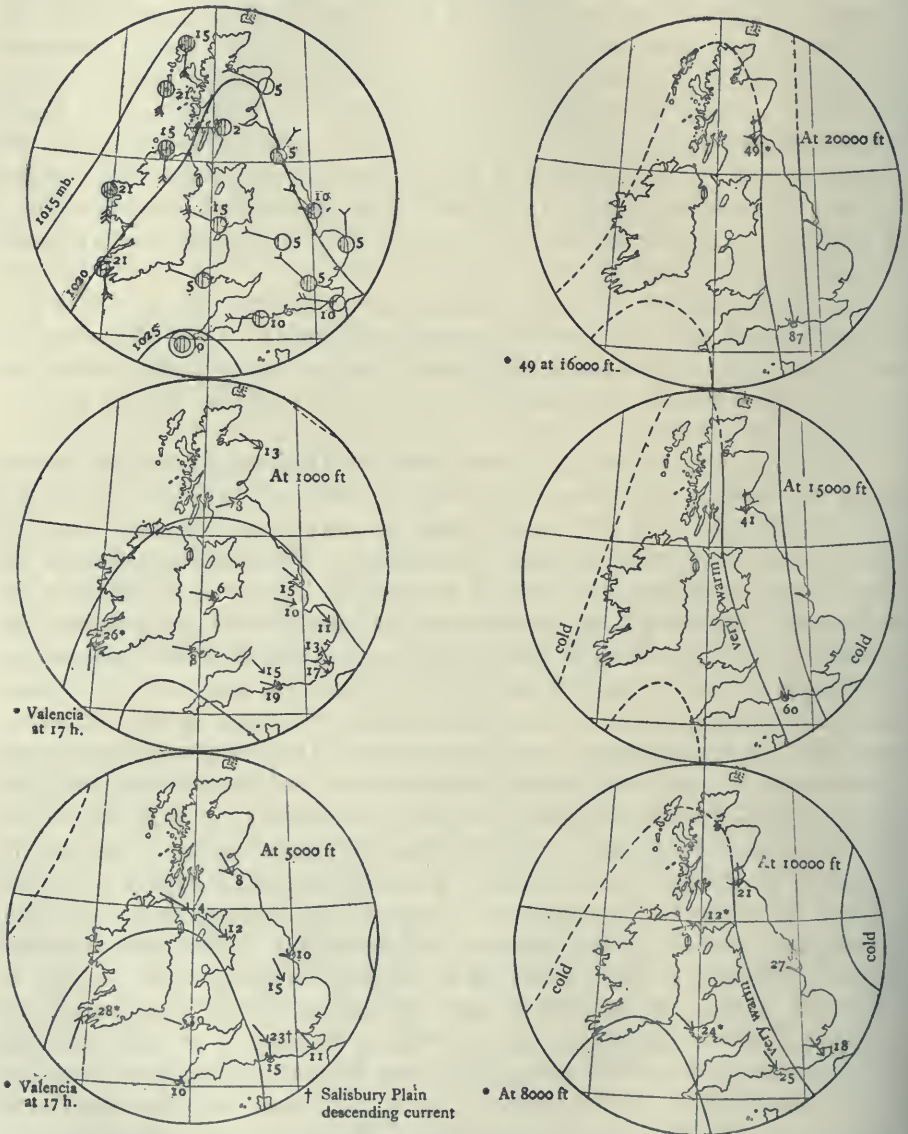 15
5
21
15
2
5
1015 mb.
21
15
10
5
5
1020
21
5
5
10
10
1025
0
At 20000 ft
49*
87
* 49 at 16000 ft.
At 1000 ft
13
8
6
15
10
11
26*
8
13
17
15
19
* Valencia
at 17 h.
At 15000 ft
41
very warm
cold
cold
60
At 5000 ft
8
4
12
10
15
28*
23†
11
15
10
* Valencia
at 17 h.
† Salisbury Plain
descending current
At 10000 ft
21
12*
cold
27
cold
very warm
24*
18
25
* At 8000 ft